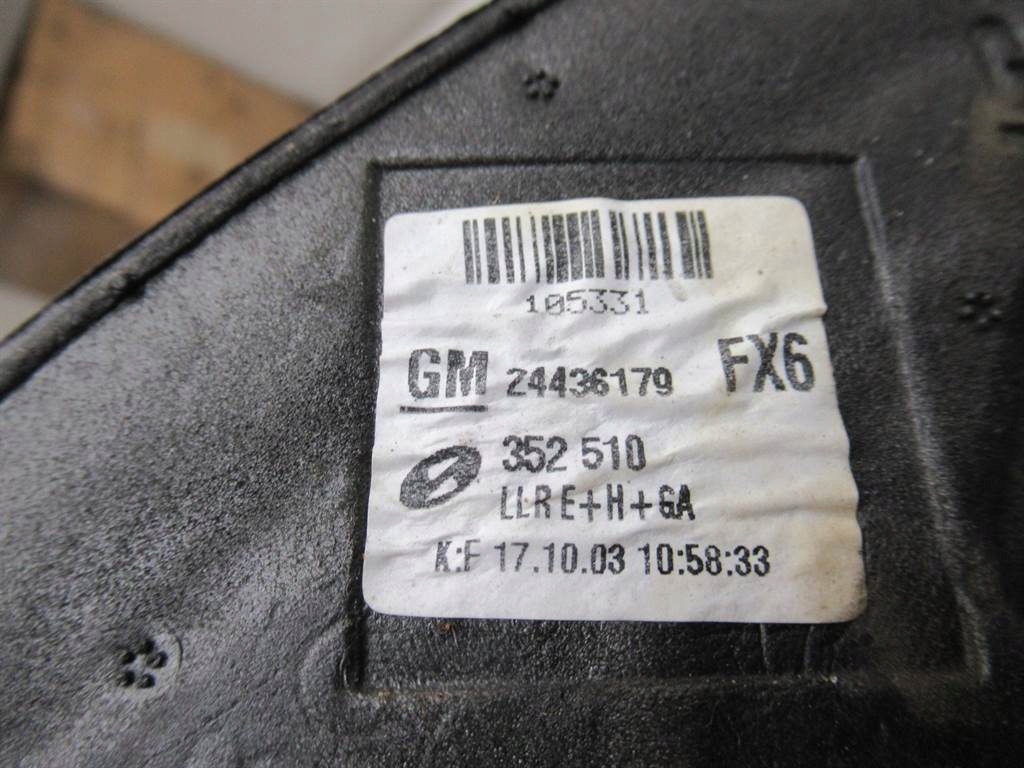 105331
GM 24436179 FX6
352 510
LLR E+H+GA
K:F 17.10.03 10:58:33